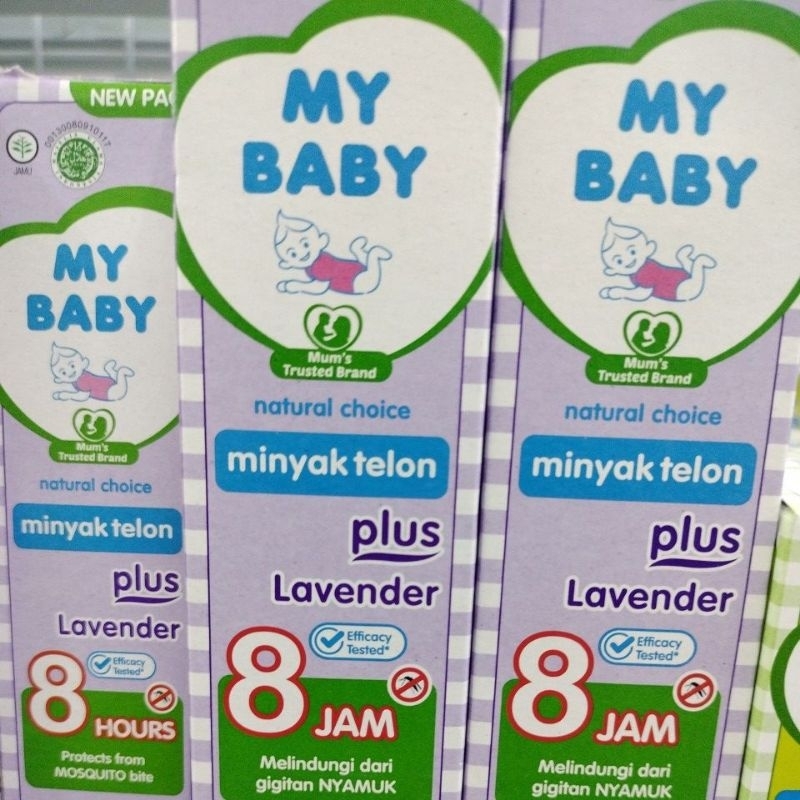 NEW PA
00130080910117
JAMU
MY
BABY
Mum's
Trusted Brand
natural choice
minyak telon
plus
Lavender
8
Efficacy
Tested*
HOURS
Protects from
MOSQUITO bite
MY
BABY
Mum's
Trusted Brand
natural choice
minyak telon
plus
Lavender
8
Efficacy
Tested*
JAM
Melindungi dari
gigitan NYAMUK
MY
BABY
Mum's
Trusted Brand
natural choice
minyak telon
plus
Lavender
8
Efficacy
Tested*
JAM
Melindungi dari
gigitan NYAMUK